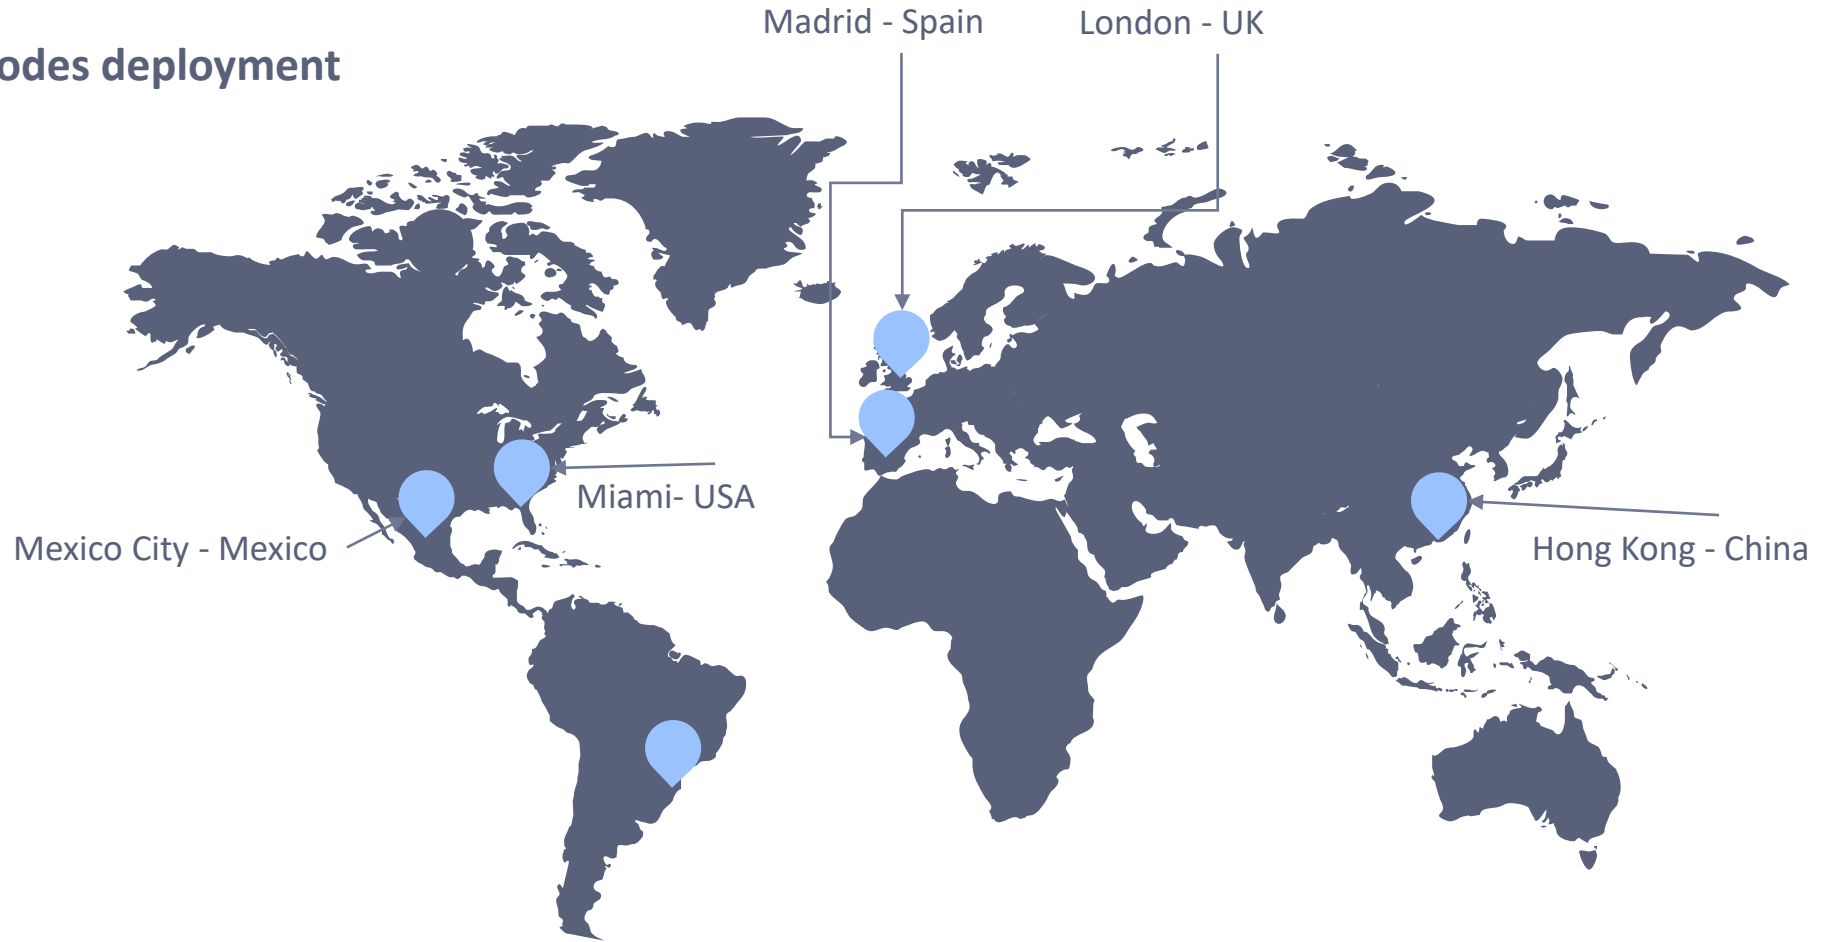 Madrid - Spain
London - UK
odes deployment
Miami- USA
Mexico City - Mexico
Hong Kong - China